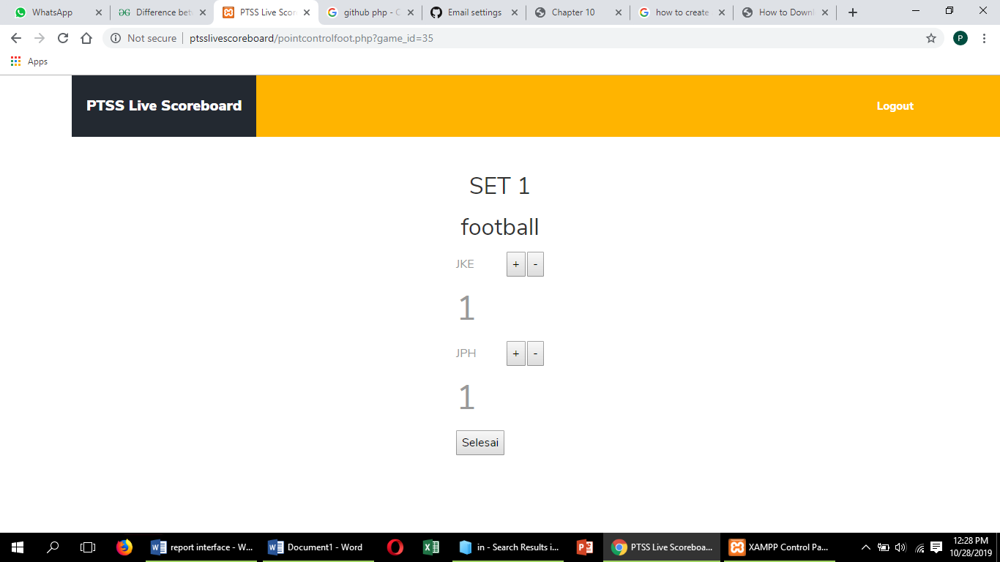 WhatsApp
Difference bet
PTSS Live Scor
github php - C
Email settings
Chapter 10
how to create
How to Downl
Not secure | ptsslivescoreboard/pointcontrolfoot.php?game_id=35
P
Apps
PTSS Live Scoreboard
Logout
SET 1
football
JKE + -
1
JPH + -
1
Selesai
report interface - W...
Document1 - Word
in - Search Results i...
PTSS Live Scoreboa...
XAMPP Control Pa...
12:28 PM
10/28/2019